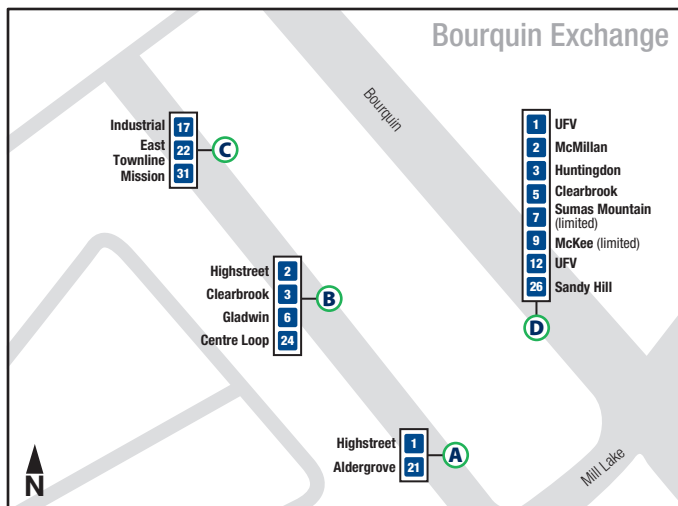 Bourquin Exchange
Bourquin
Industrial 17
East Townline 22
Mission 31
C
1 UFV
2 McMillan
3 Huntingdon
5 Clearbrook
7 Sumas Mountain (limited)
9 McKee (limited)
12 UFV
26 Sandy Hill
D
Highstreet 2
Clearbrook 3
Gladwin 6
Centre Loop 24
B
Highstreet 1
Aldergrove 21
A
Mill Lake
N